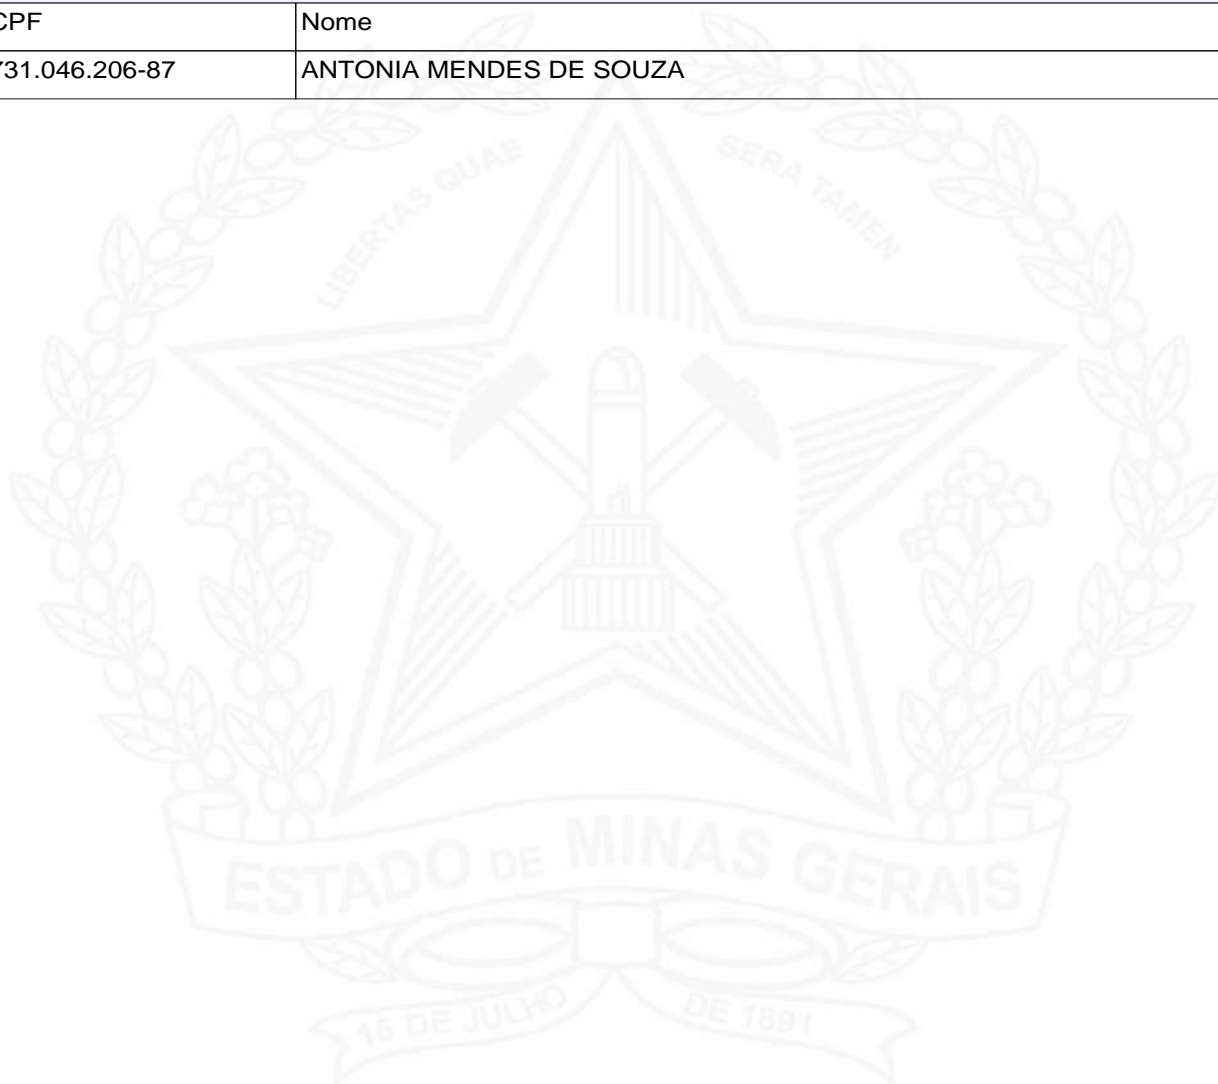 CPF Nome
731.046.206-87 ANTONIA MENDES DE SOUZA
LIBERTAS QUAE SERA TAMEN
ESTADO DE MINAS GERAIS
15 DE JULHO DE 1891